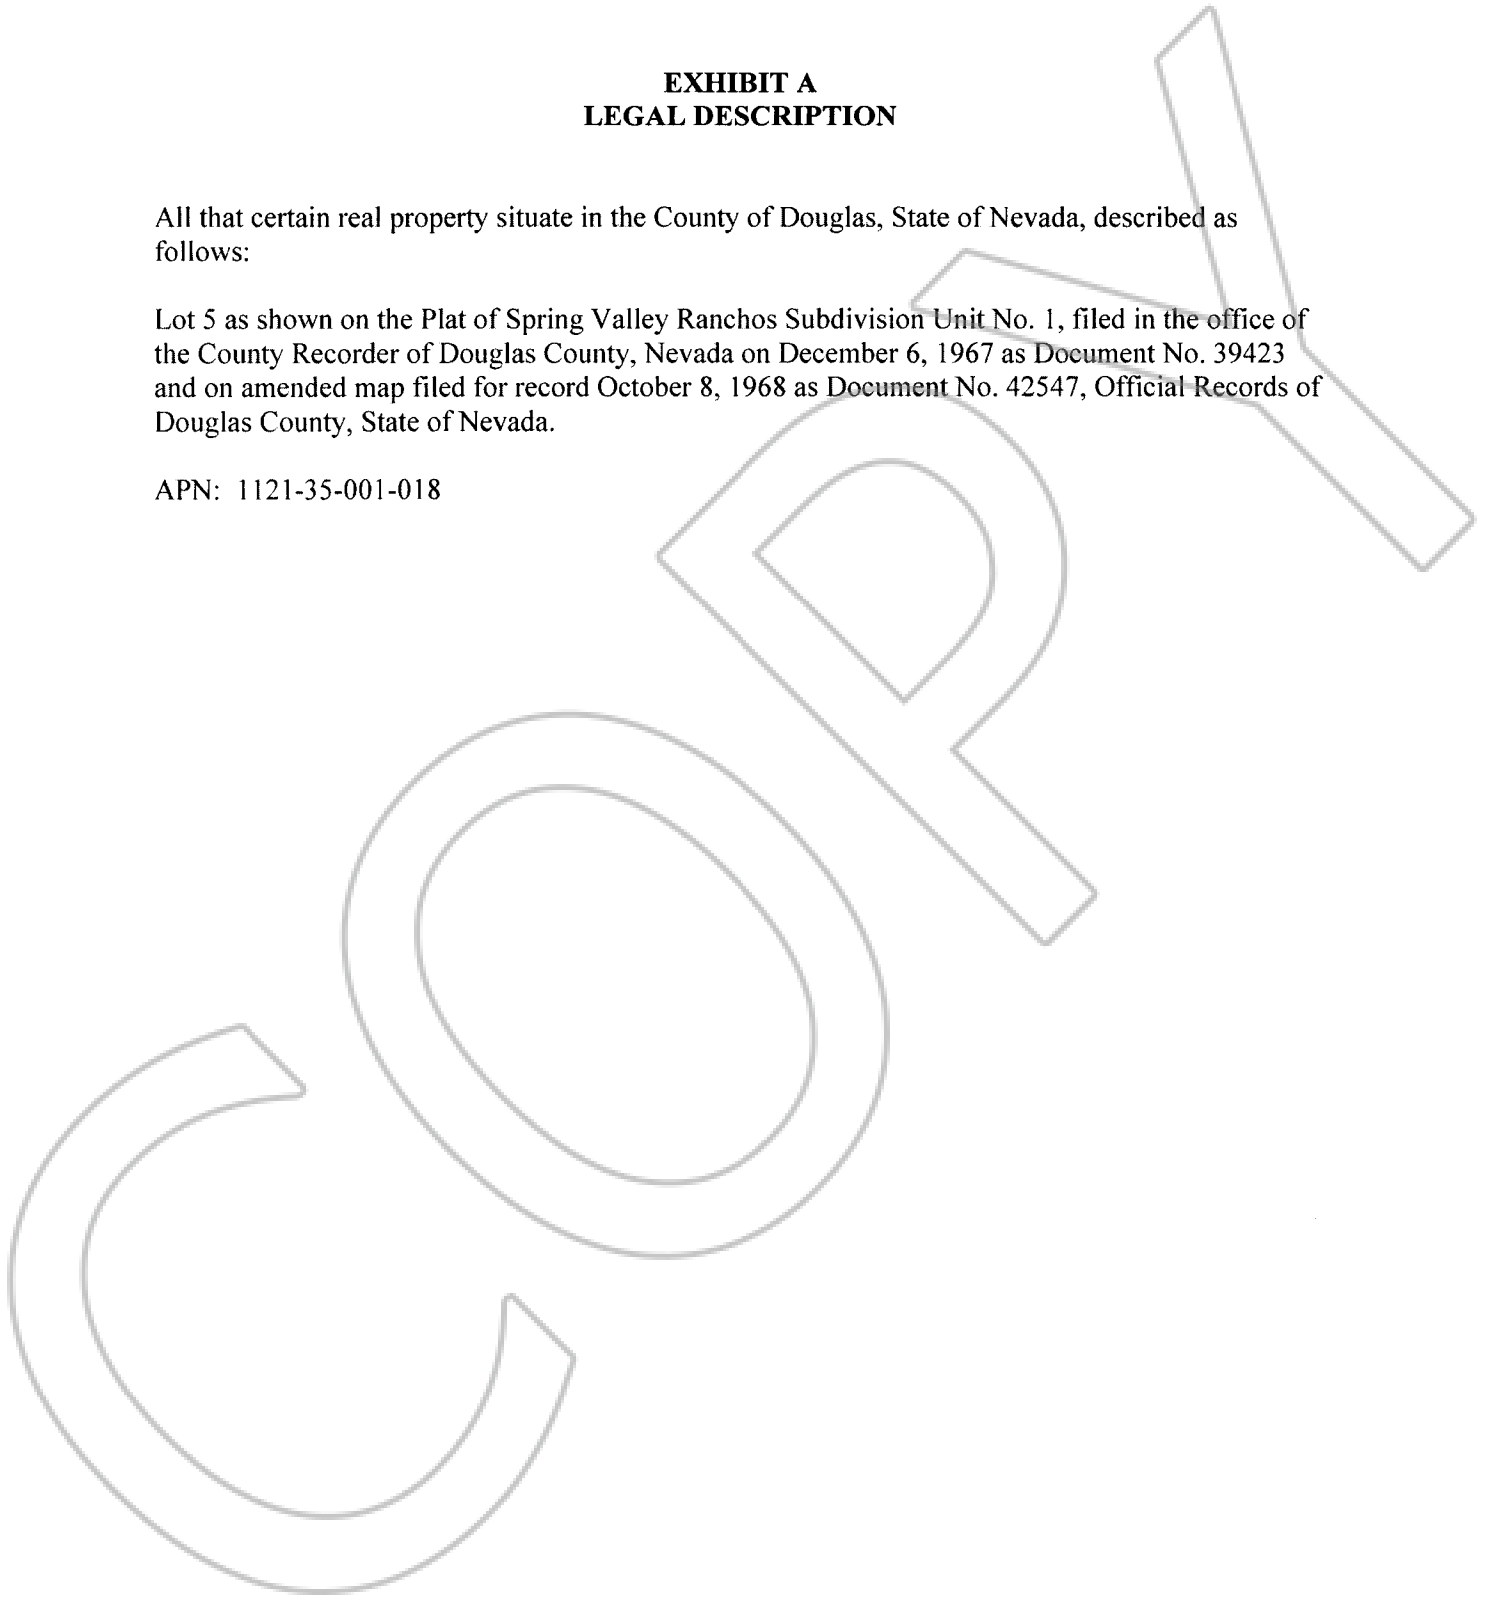 EXHIBIT A
LEGAL DESCRIPTION
All that certain real property situate in the County of Douglas, State of Nevada, described as
follows:
Lot 5 as shown on the Plat of Spring Valley Ranchos Subdivision Unit No. 1, filed in the office of
the County Recorder of Douglas County, Nevada on December 6, 1967 as Document No. 39423
and on amended map filed for record October 8, 1968 as Document No. 42547, Official Records of
Douglas County, State of Nevada.
APN: 1121-35-001-018
COPY